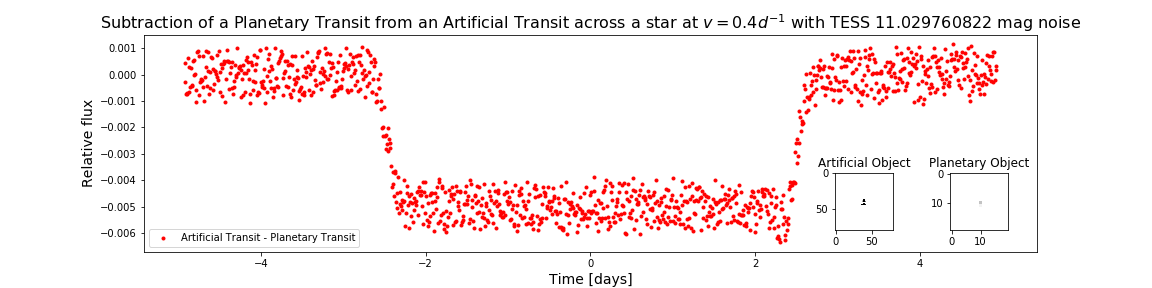 Subtraction of a Planetary Transit from an Artificial Transit across a star at v = 0.4d⁻¹ with TESS 11.029760822 mag noise
0.001
0.000
−0.001
−0.002
−0.003
−0.004
−0.005
−0.006
Relative flux
Artificial Transit - Planetary Transit
Artificial Object
0
50
0 50
Planetary Object
0
10
0 10
−4 −2 0 2 4
Time [days]